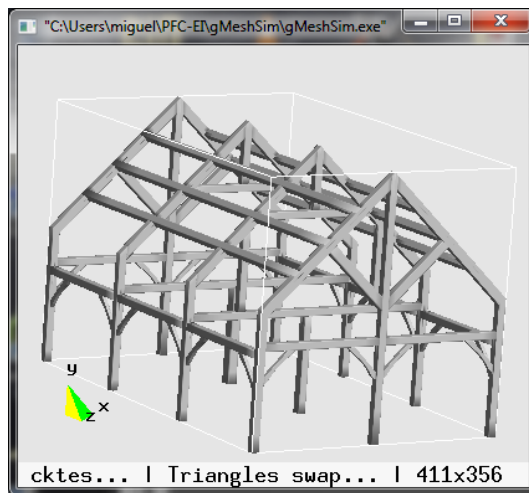 "C:\Users\miguel\PFC-EI\gMeshSim\gMeshSim.exe"
y
x
z
cktes... | Triangles swap... | 411x356